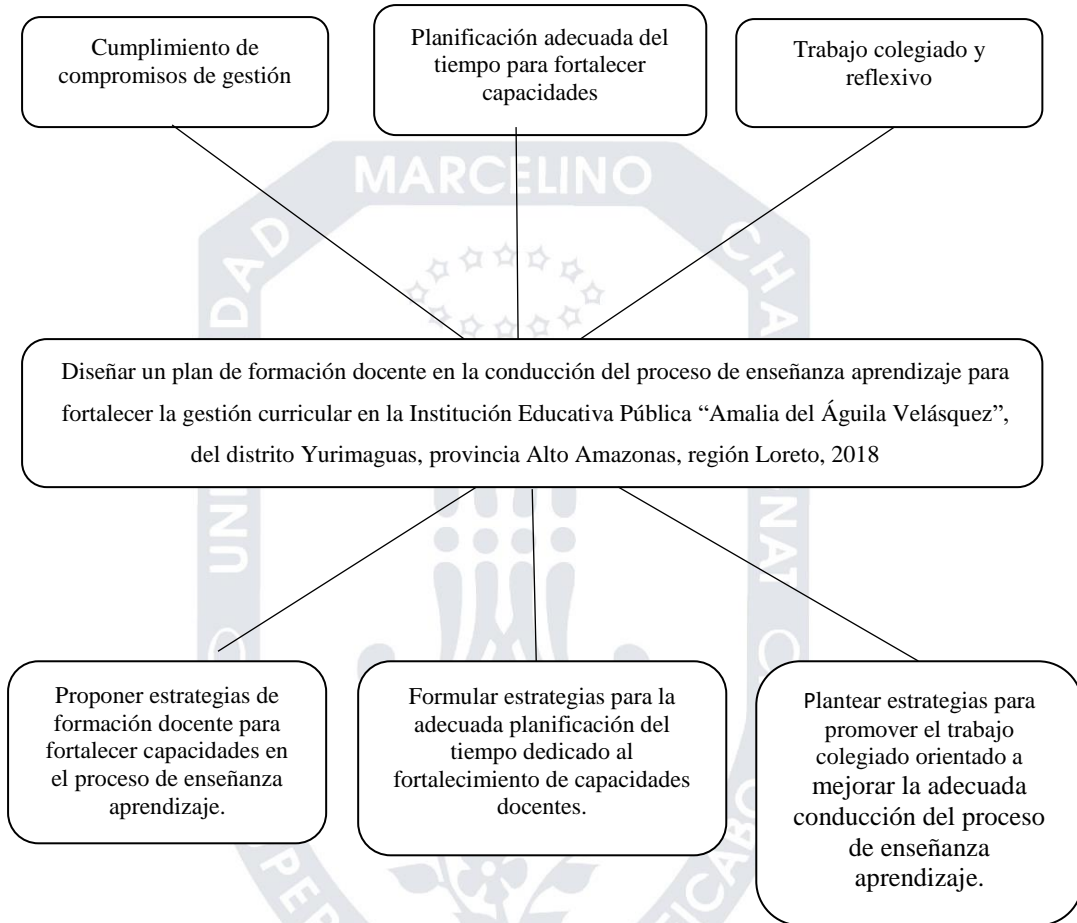 Cumplimiento de
compromisos de gestión
Planificación adecuada del
tiempo para fortalecer
capacidades
Trabajo colegiado y
reflexivo
MARCELINO
UNIVERSIDAD
CHAMPAGNAT
Diseñar un plan de formación docente en la conducción del proceso de enseñanza aprendizaje para
fortalecer la gestión curricular en la Institución Educativa Pública “Amalia del Águila Velásquez”,
del distrito Yurimaguas, provincia Alto Amazonas, región Loreto, 2018
Proponer estrategias de
formación docente para
fortalecer capacidades en
el proceso de enseñanza
aprendizaje.
Formular estrategias para la
adecuada planificación del
tiempo dedicado al
fortalecimiento de capacidades
docentes.
Plantear estrategias para
promover el trabajo
colegiado orientado a
mejorar la adecuada
conducción del proceso
de enseñanza
aprendizaje.